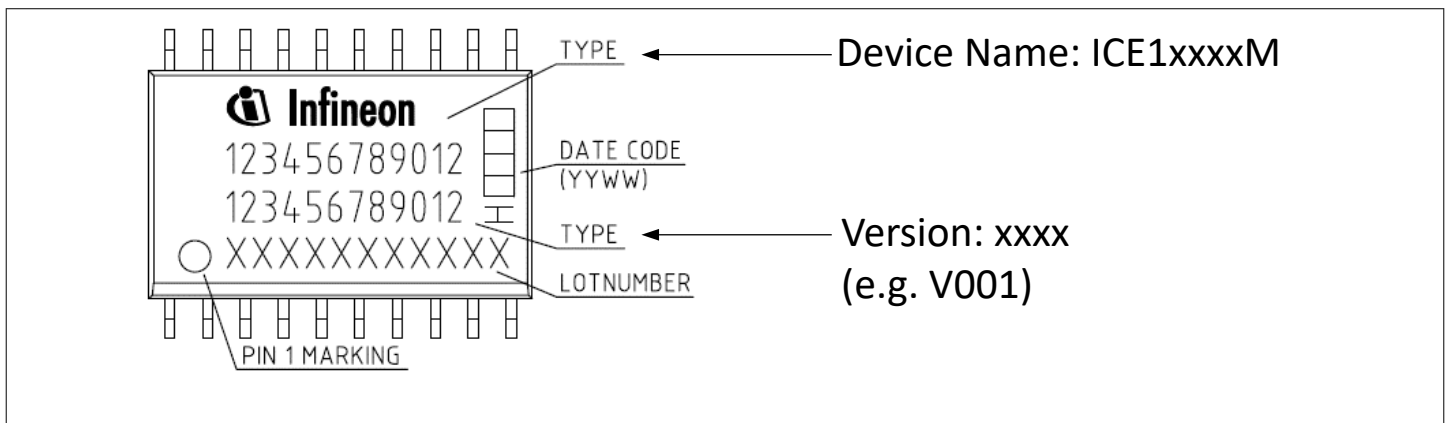 TYPE
Device Name: ICE1xxxxM
Infineon
123456789012
DATE CODE
(YYWW)
123456789012
H
TYPE
Version: xxxx
(e.g. V001)
XXXXXXXXXXX
LOTNUMBER
PIN 1 MARKING